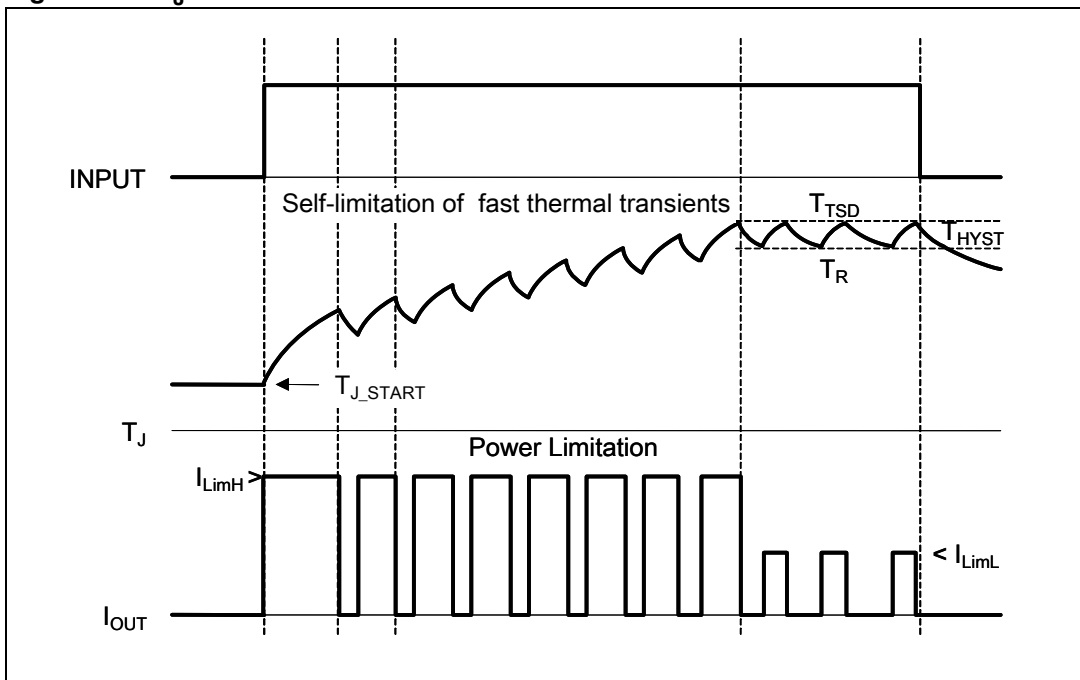 INPUT
Self-limitation of fast thermal transients
T_TSD
T_HYST
T_R
T_J_START
T_J
Power Limitation
I_LimH >
< I_LimL
I_OUT